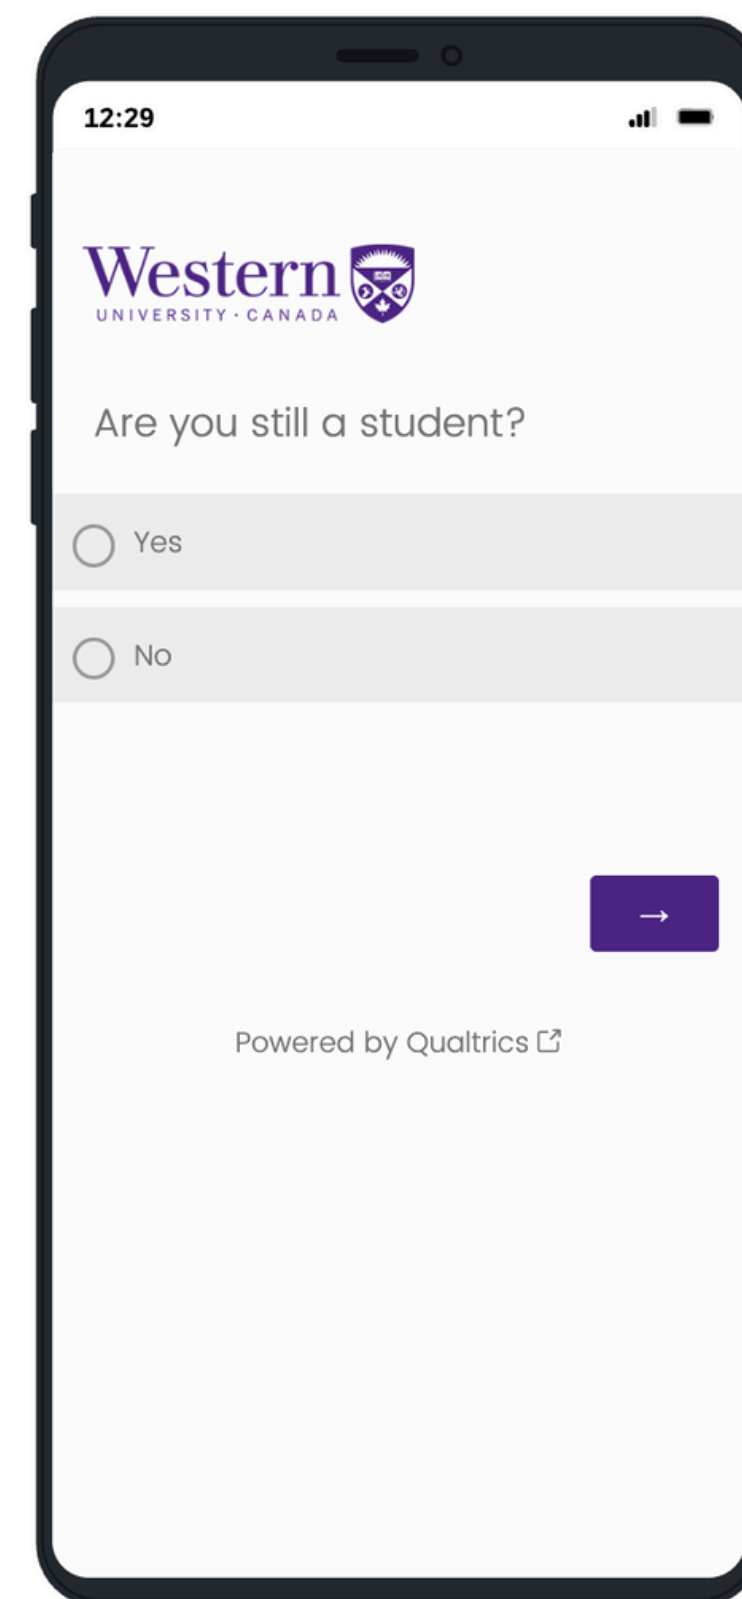 12:29
Western
UNIVERSITY · CANADA
Are you still a student?
Yes
No
→
Powered by Qualtrics